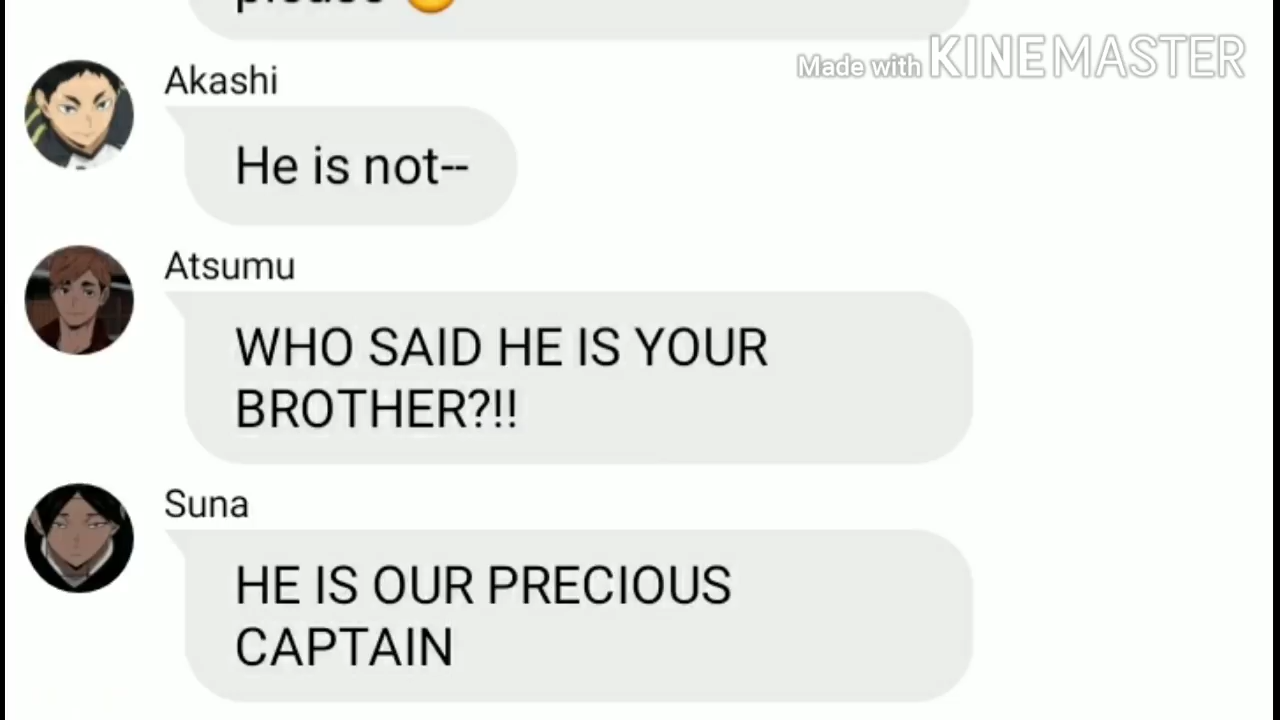 Made with KINEMASTER
Akashi
He is not--
Atsumu
WHO SAID HE IS YOUR
BROTHER?!!
Suna
HE IS OUR PRECIOUS
CAPTAIN